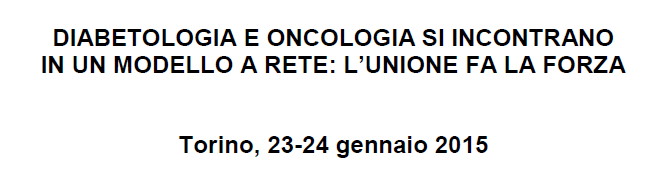 DIABETOLOGIA E ONCOLOGIA SI INCONTRANO
IN UN MODELLO A RETE: L’UNIONE FA LA FORZA
Torino, 23-24 gennaio 2015